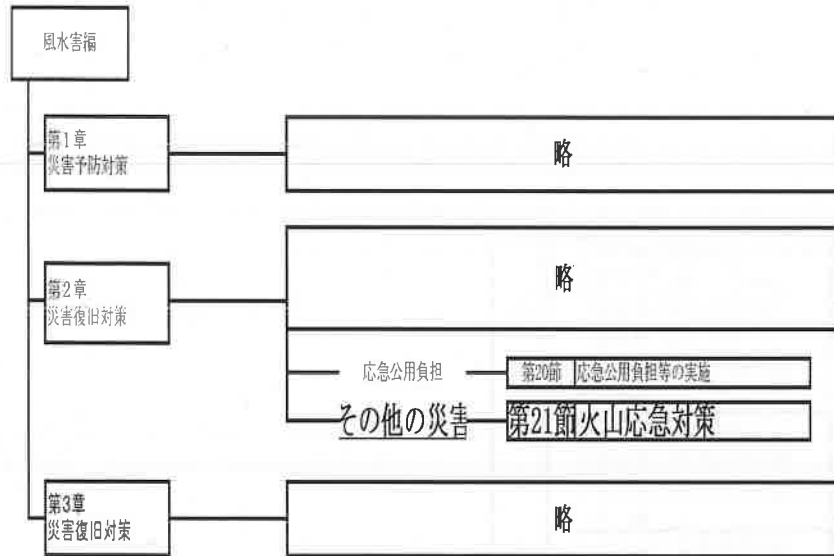 風水害編
第1章
災害予防対策
略
第2章
災害復旧対策
略
応急公用負担
第20節 応急公用負担等の実施
その他の災害
第21節 火山応急対策
第3章
災害復旧対策
略